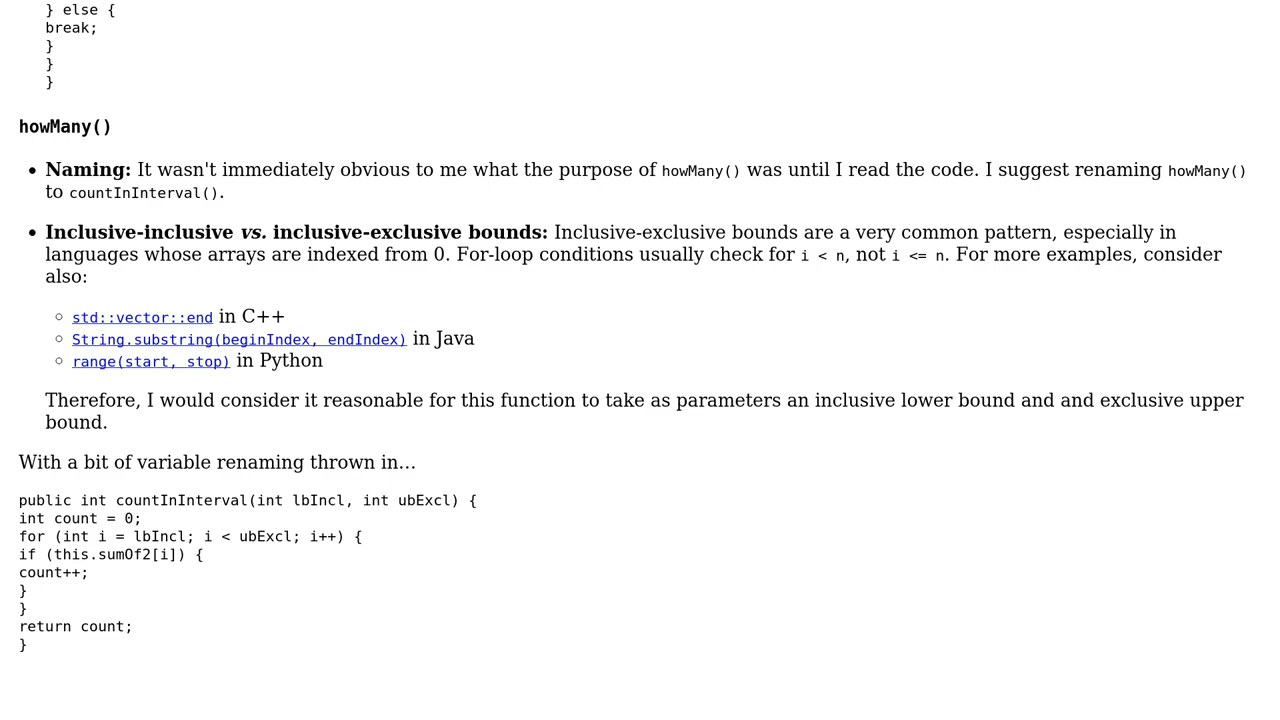 } else {
break;
}
}
}
howMany()
• Naming: It wasn't immediately obvious to me what the purpose of howMany() was until I read the code. I suggest renaming howMany()
to countInInterval().
• Inclusive-inclusive vs. inclusive-exclusive bounds: Inclusive-exclusive bounds are a very common pattern, especially in
languages whose arrays are indexed from 0. For-loop conditions usually check for i < n, not i <= n. For more examples, consider
also:
◦ std::vector::end in C++
◦ String.substring(beginIndex, endIndex) in Java
◦ range(start, stop) in Python
Therefore, I would consider it reasonable for this function to take as parameters an inclusive lower bound and and exclusive upper
bound.
With a bit of variable renaming thrown in…
public int countInInterval(int lbIncl, int ubExcl) {
int count = 0;
for (int i = lbIncl; i < ubExcl; i++) {
if (this.sumOf2[i]) {
count++;
}
}
return count;
}